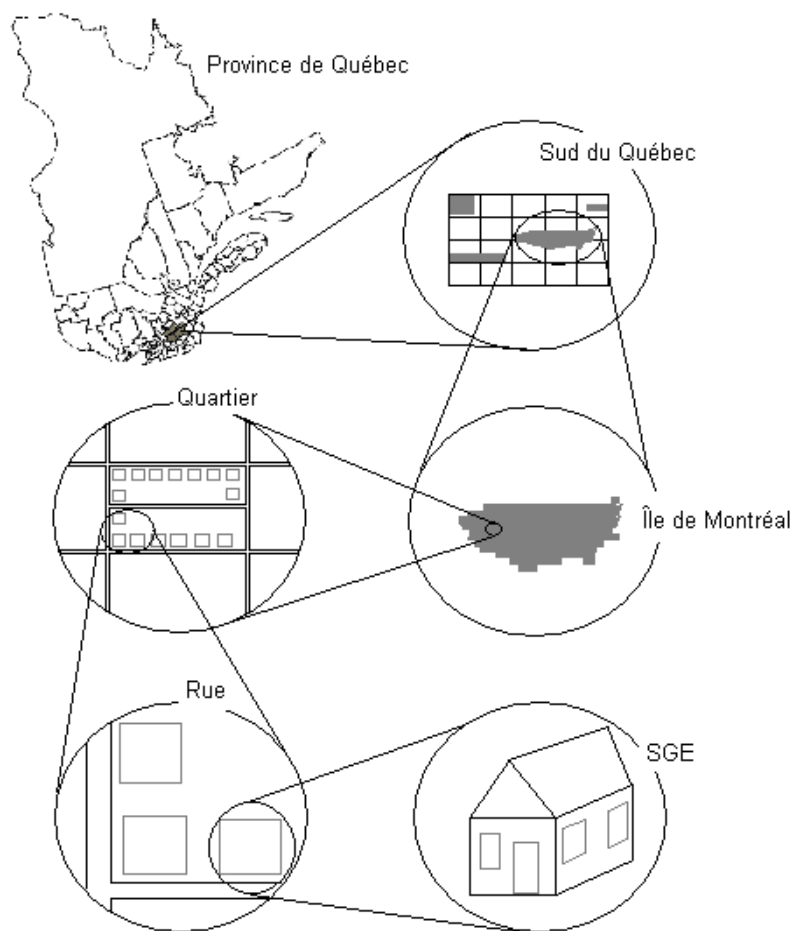 Province de Québec
Sud du Québec
Quartier
Île de Montréal
Rue
SGE